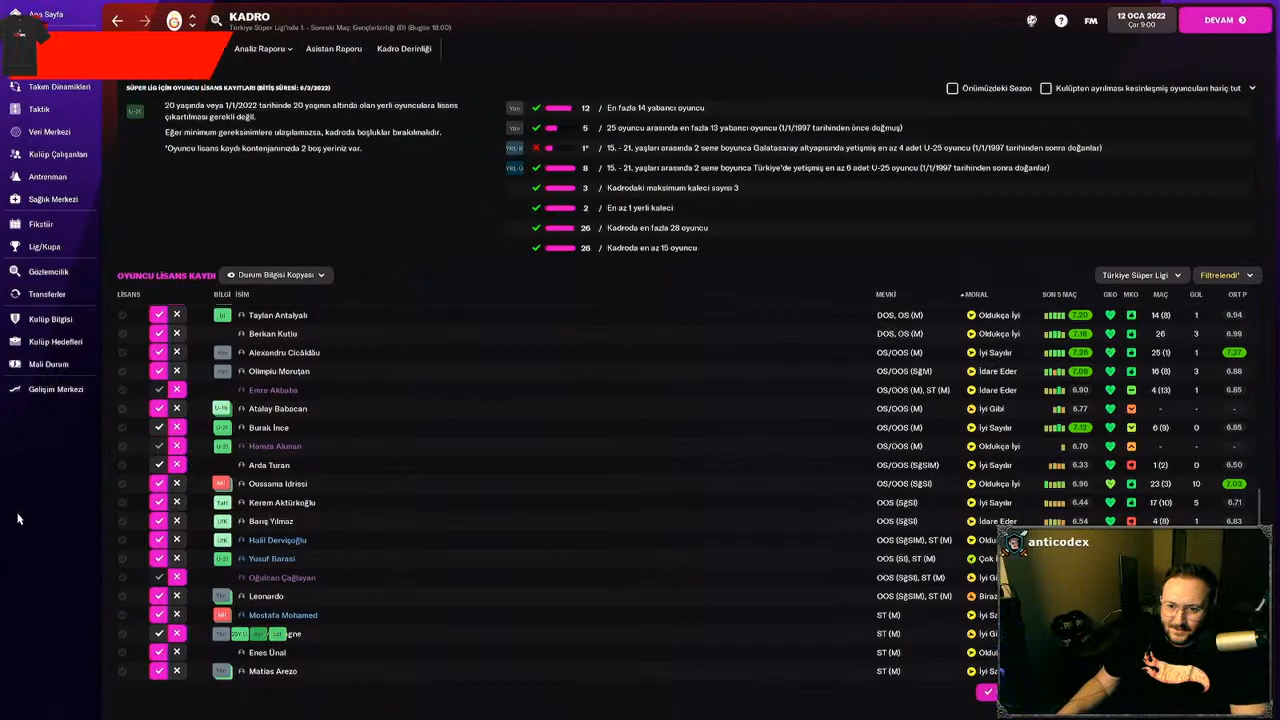 Ana Sayfa
KADRO
Türkiye Süper Ligi'nde 1. - Sonraki Maç: Gençlerbirliği (D) (Bugün 18:00)
FM
12 OCA 2022
Çar 9:00
DEVAM
Analiz Raporu
Asistan Raporu
Kadro Derinliği
Takım Dinamikleri
Taktik
Veri Merkezi
Kulüp Çalışanları
Antrenman
Sağlık Merkezi
Fikstür
Lig/Kupa
Gözlemcilik
Transferler
Kulüp Bilgisi
Kulüp Hedefleri
Mali Durum
Gelişim Merkezi
SÜPER LİG İÇİN OYUNCU LİSANS KAYITLARI (BİTİŞ SÜRESİ: 8/2/2022)
Önümüzdeki Sezon
Kulüpten ayrılması kesinleşmiş oyuncuları hariç tut
U-21
20 yaşında veya 1/1/2022 tarihinde 20 yaşının altında olan yerli oyunculara lisans
çıkartılması gerekli değil.
Eğer minimum gereksinimlere ulaşılamazsa, kadroda boşluklar bırakılmalıdır.
*Oyuncu lisans kaydı kontenjanınızda 2 boş yeriniz var.
Ybn 12 / En fazla 14 yabancı oyuncu
Ybn 5 / 25 oyuncu arasında en fazla 13 yabancı oyuncu (1/1/1997 tarihinden önce doğmuş)
YRL-K 1* / 15. - 21. yaşları arasında 2 sene boyunca Galatasaray altyapısında yetişmiş en az 4 adet U-25 oyuncu (1/1/1997 tarihinden sonra doğanlar)
YRL-Ü 8 / 15. - 21. yaşları arasında 2 sene boyunca Türkiye'de yetişmiş en az 6 adet U-25 oyuncu (1/1/1997 tarihinden sonra doğanlar)
3 / Kadrodaki maksimum kaleci sayısı 3
2 / En az 1 yerli kaleci
26 / Kadroda en fazla 28 oyuncu
26 / Kadroda en az 15 oyuncu
OYUNCU LİSANS KAYDI
Durum Bilgisi Kopyası
Türkiye Süper Ligi
Filtrelendi*
LİSANS BİLGİ İSİM MEVKİ MORAL SON 5 MAÇ GKO MKO MAÇ GOL ORT P
Taylan Antalyalı DOS, OS (M) Oldukça İyi 7.20 14 (8) 1 6.94
Berkan Kutlu DOS, OS (M) Oldukça İyi 7.16 26 3 6.99
Ybn Alexandru Cicâldău OS/OOS (M) İyi Sayılır 7.26 25 (1) 1 7.27
Ybn Olimpiu Moruțan OS/OOS (SğM) İdare Eder 7.08 16 (8) 3 6.88
Emre Akbaba OS/OOS (M), ST (M) İdare Eder 6.90 4 (13) 1 6.85
U-19 Atalay Babacan OS/OOS (M) İyi Gibi 6.77 - - -
U-21 Burak İnce OS/OOS (M) İyi Sayılır 7.12 6 (9) 0 6.85
U-21 Hamza Akman OS/OOS (M) Oldukça İyi 6.70 - - -
Arda Turan OS/OOS (SğSlM) İyi Sayılır 6.33 1 (2) 0 6.50
Mil Oussama Idrissi OOS (SğSl) Oldukça İyi 6.96 23 (3) 10 7.03
Kerem Aktürkoğlu OOS (SğSl) İyi Sayılır 6.44 17 (10) 5 6.71
Barış Yılmaz OOS (SğSl) İdare Eder 6.54 4 (8) 1 6.83
Halil Dervişoğlu OOS (SğSlM), ST (M)
U-21 Yusuf Barasi OOS (Sl), ST (M) Çok
Oğulcan Çağlayan OOS (SğSl), ST (M)
Ybn Leonardo OOS (SğSlM), ST (M) Biraz
Mil Mostafa Mohamed ST (M)
Ybn ST (M)
Enes Ünal ST (M)
Ybn Matías Arezo ST (M)
anticodex